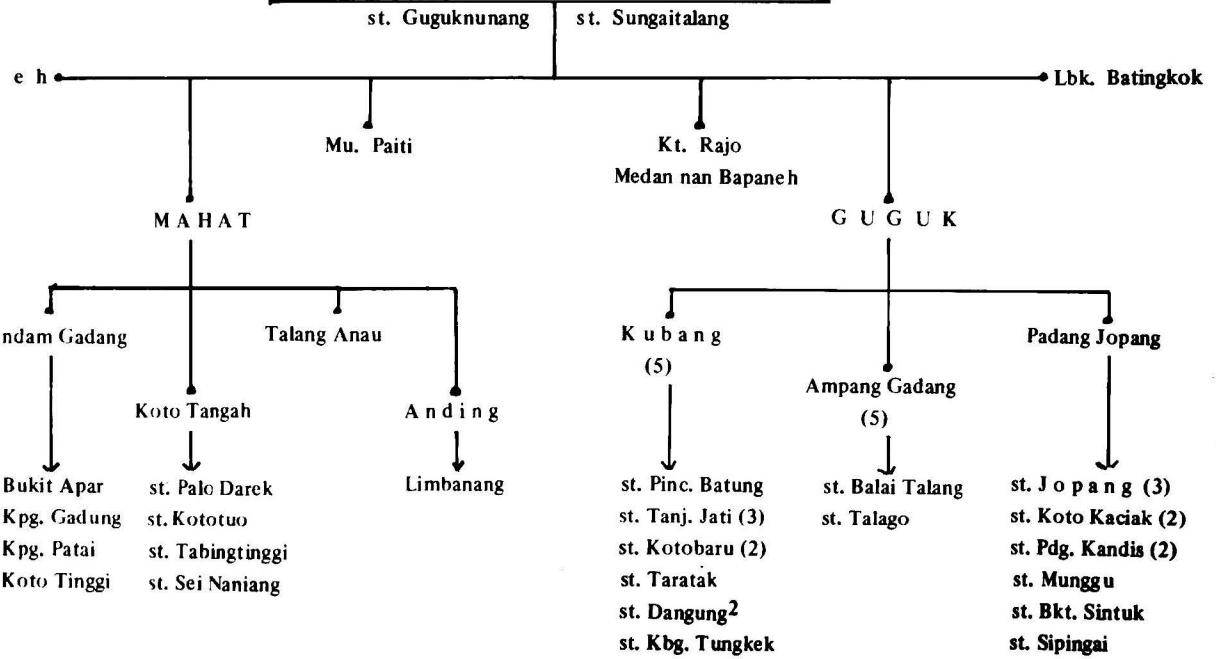 st. Guguknunang st. Sungaitalang
e h Lbk. Batingkok
Mu. Paiti Kt. Rajo
Medan nan Bapaneh
M A H A T G U G U K
ndam Gadang Talang Anau K u b a n g Padang Jopang
(5)
Ampang Gadang
Koto Tangah A n d i n g
(5)
Bukit Apar st. Palo Darek Limbanang st. Pinc. Batung st. Balai Talang st. J o p a n g (3)
Kpg. Gadung st. Kototuo st. Tanj. Jati (3) st. Talago st. Koto Kaciak (2)
Kpg. Patai st. Tabingtinggi st. Kotobaru (2) st. Pdg. Kandis (2)
Koto Tinggi st. Sei Naniang st. Taratak st. Munggu
st. Dangung2 st. Bkt. Sintuk
st. Kbg. Tungkek st. Sipingai